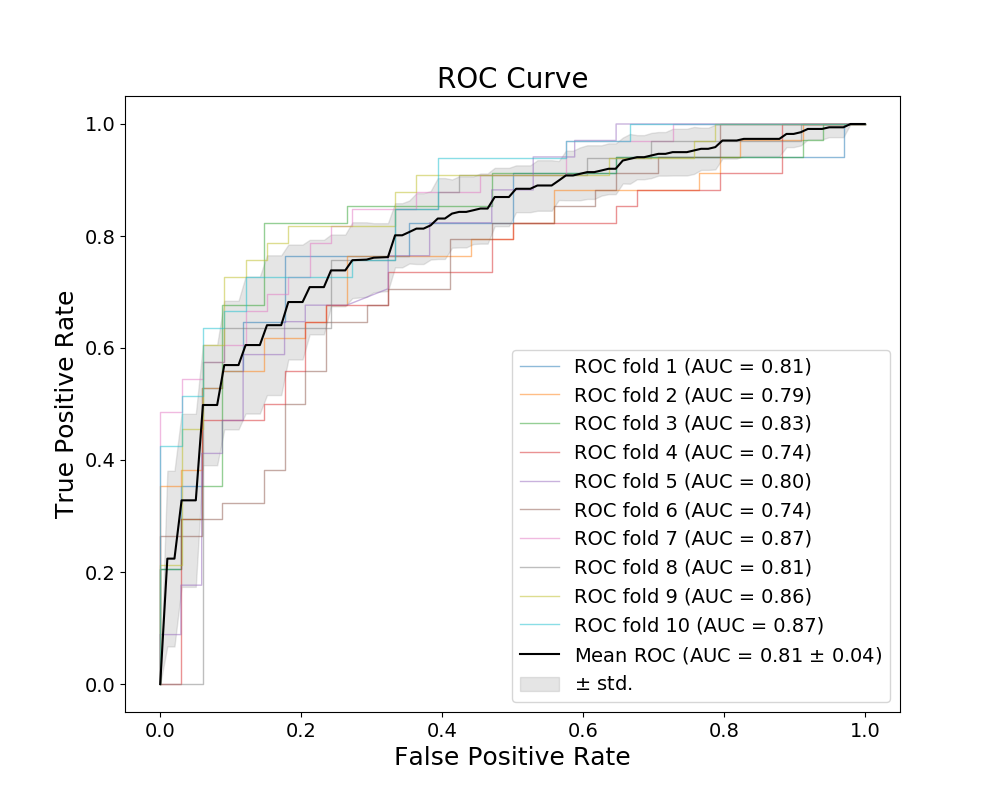 ROC Curve
True Positive Rate
1.0
0.8
0.6
0.4
0.2
0.0
ROC fold 1 (AUC = 0.81)
ROC fold 2 (AUC = 0.79)
ROC fold 3 (AUC = 0.83)
ROC fold 4 (AUC = 0.74)
ROC fold 5 (AUC = 0.80)
ROC fold 6 (AUC = 0.74)
ROC fold 7 (AUC = 0.87)
ROC fold 8 (AUC = 0.81)
ROC fold 9 (AUC = 0.86)
ROC fold 10 (AUC = 0.87)
Mean ROC (AUC = 0.81 ± 0.04)
± std.
0.0 0.2 0.4 0.6 0.8 1.0
False Positive Rate